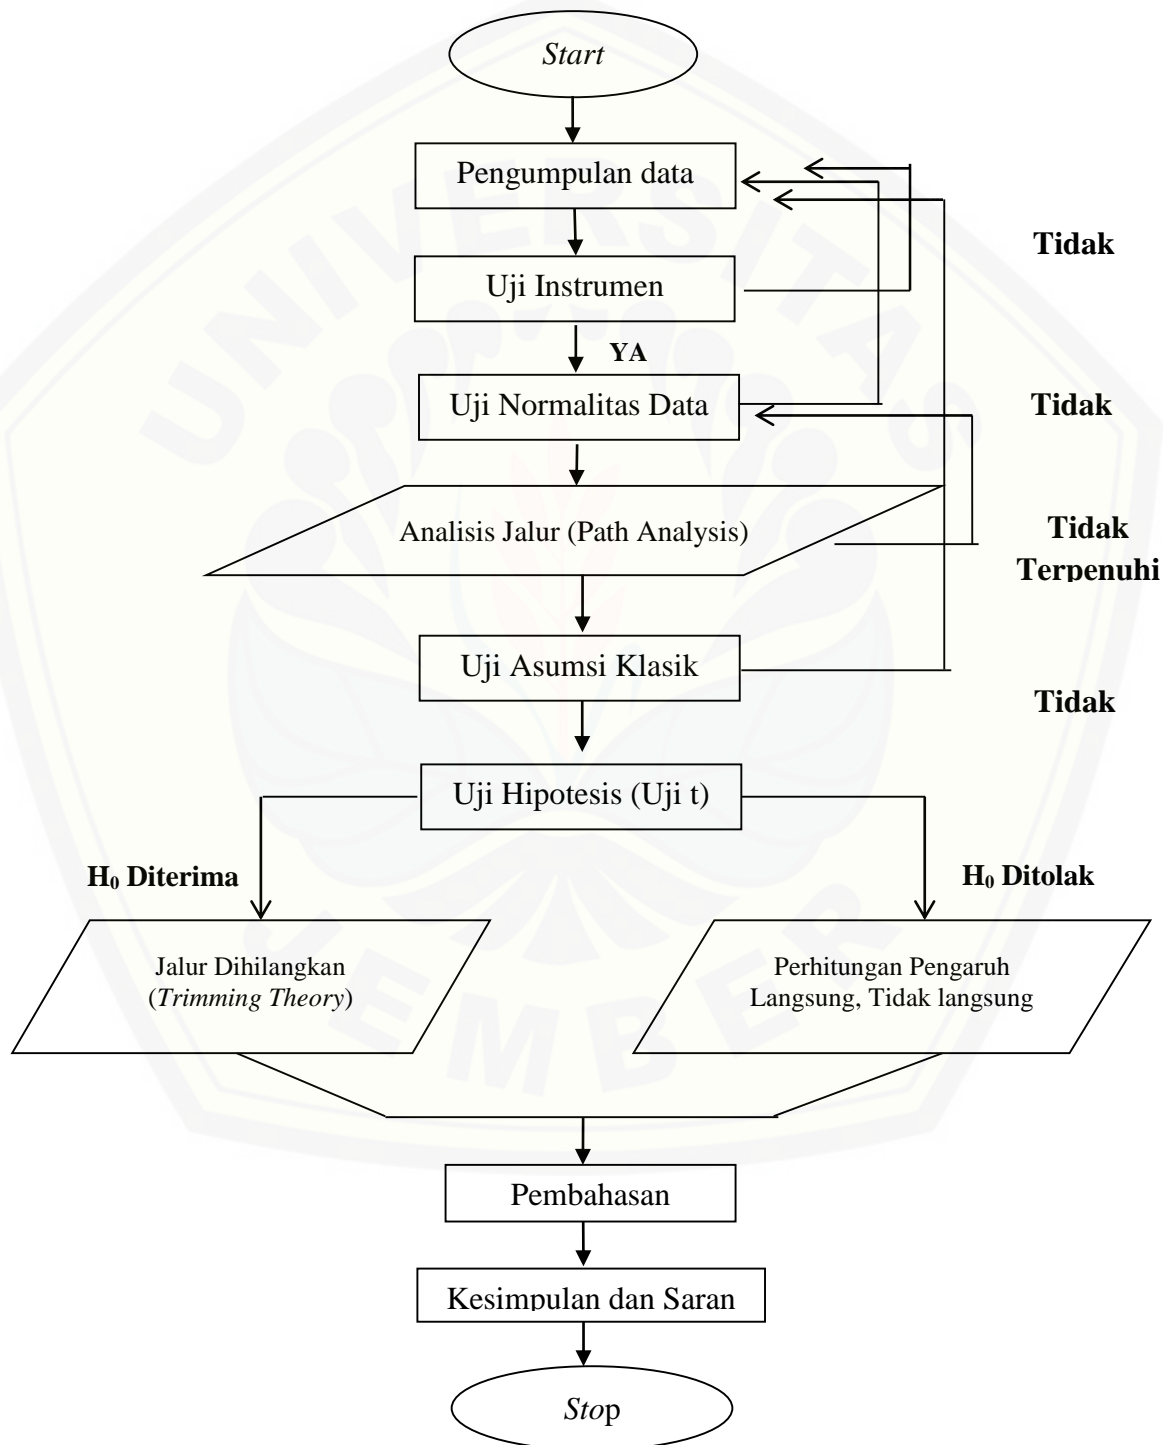 Start
Pengumpulan data
Tidak
Uji Instrumen
YA
Uji Normalitas Data
Tidak
Analisis Jalur (Path Analysis)
Tidak
Terpenuhi
Uji Asumsi Klasik
Tidak
Uji Hipotesis (Uji t)
H₀ Diterima
H₀ Ditolak
Jalur Dihilangkan
(Trimming Theory)
Perhitungan Pengaruh
Langsung, Tidak langsung
Pembahasan
Kesimpulan dan Saran
Stop
UNIVERSITAS
JEMBER